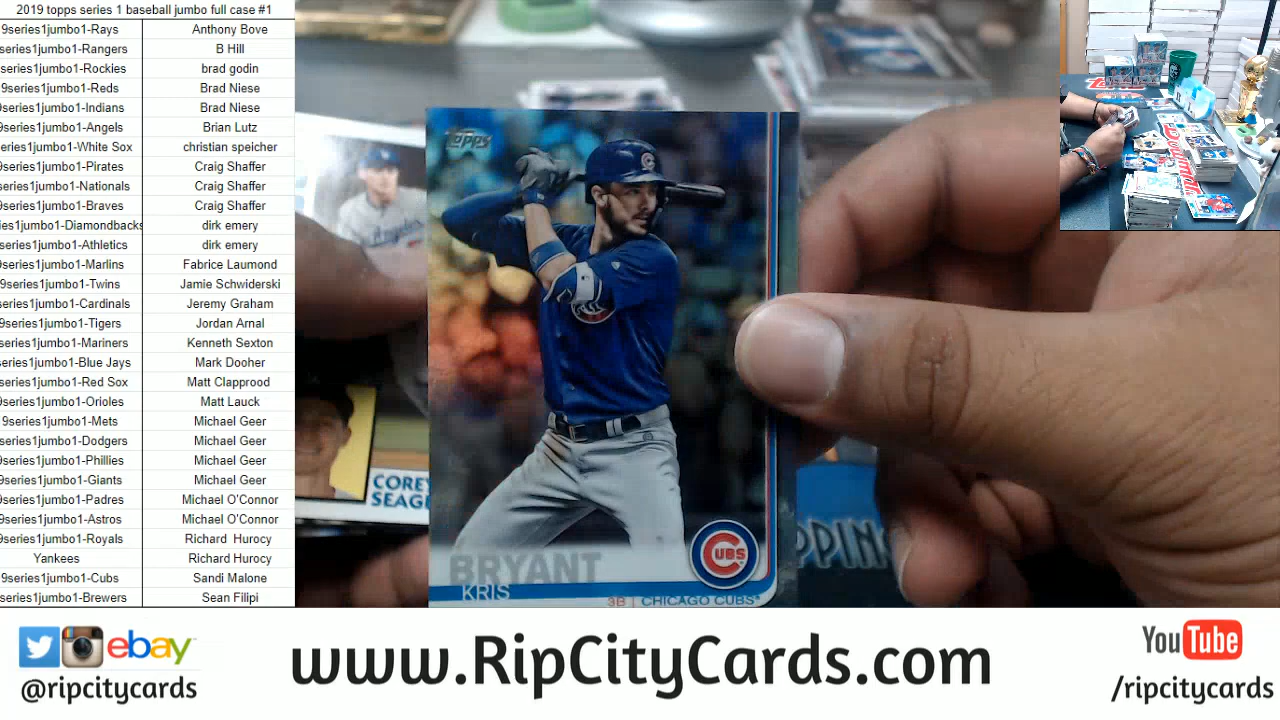 2019 topps series 1 baseball jumbo full case #1
9series1jumbo1-Rays Anthony Bove
series1jumbo1-Rangers B Hill
series1jumbo1-Rockies brad godin
9series1jumbo1-Reds Brad Niese
9series1jumbo1-Indians Brad Niese
series1jumbo1-Angels Brian Lutz
eries1jumbo1-White Sox christian speicher
series1jumbo1-Pirates Craig Shaffer
series1jumbo1-Nationals Craig Shaffer
9series1jumbo1-Braves Craig Shaffer
ies1jumbo1-Diamondbacks dirk emery
series1jumbo1-Athletics dirk emery
series1jumbo1-Marlins Fabrice Laumond
9series1jumbo1-Twins Jamie Schwiderski
series1jumbo1-Cardinals Jeremy Graham
9series1jumbo1-Tigers Jordan Arnal
series1jumbo1-Mariners Kenneth Sexton
series1jumbo1-Blue Jays Mark Dooher
series1jumbo1-Red Sox Matt Clapprood
series1jumbo1-Orioles Matt Lauck
9series1jumbo1-Mets Michael Geer
series1jumbo1-Dodgers Michael Geer
series1jumbo1-Phillies Michael Geer
9series1jumbo1-Giants Michael Geer
series1jumbo1-Padres Michael O'Connor
series1jumbo1-Astros Michael O'Connor
9series1jumbo1-Royals Richard Hurocy
Yankees Richard Hurocy
9series1jumbo1-Cubs Sandi Malone
series1jumbo1-Brewers Sean Filipi
Topps
COREY
SEAG
BRYANT
KRIS
CUBS
3B | CHICAGO CUBS
PPIN
ebay
@ripcitycards
www.RipCityCards.com
YouTube
/ripcitycards